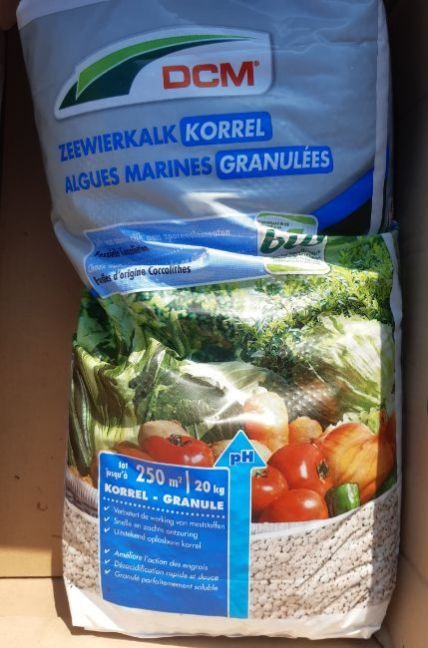 DCM®
ZEEWIERKALK KORREL
ALGUES MARINES GRANULÉES
bio
d'origine Coccolithes
pH
tot
jusqu'à 250 m² | 20 kg
KORREL - GRANULE
✓ Verbetert de werking van meststoffen
✓ Snelle en zachte ontzuring
✓ Uitstekend oplosbare korrel
✓ Améliore l'action des engrais
✓ Désacidification rapide et douce
✓ Granulé parfaitement soluble